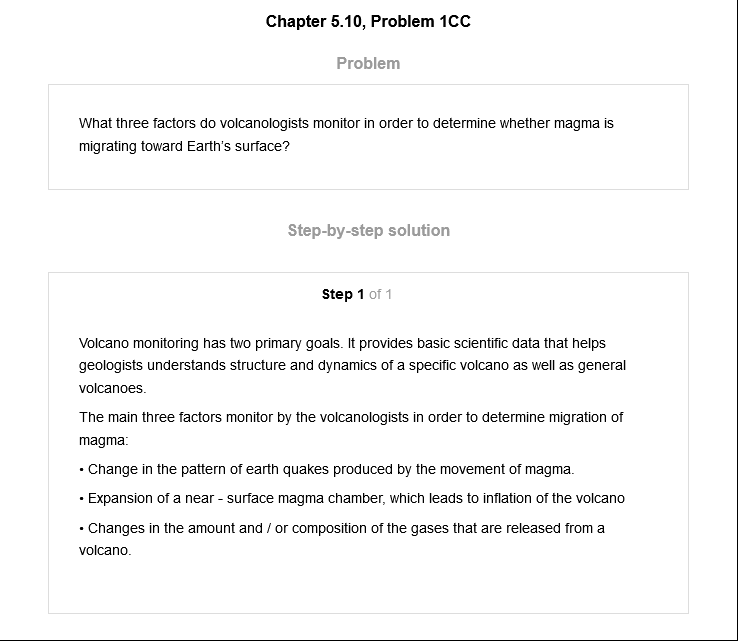 Chapter 5.10, Problem 1CC
Problem
What three factors do volcanologists monitor in order to determine whether magma is
migrating toward Earth's surface?
Step-by-step solution
Step 1 of 1
Volcano monitoring has two primary goals. It provides basic scientific data that helps
geologists understands structure and dynamics of a specific volcano as well as general
volcanoes.
The main three factors monitor by the volcanologists in order to determine migration of
magma:
• Change in the pattern of earth quakes produced by the movement of magma.
• Expansion of a near - surface magma chamber, which leads to inflation of the volcano
• Changes in the amount and / or composition of the gases that are released from a
volcano.